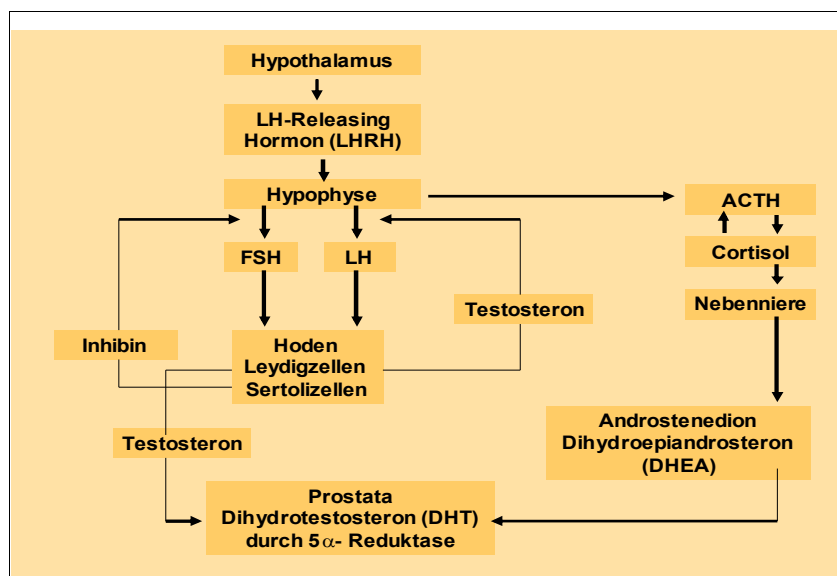 Hypothalamus
LH-Releasing
Hormon (LHRH)
Hypophyse
ACTH
FSH
LH
Cortisol
Nebenniere
Testosteron
Inhibin
Hoden
Leydigzellen
Sertolizellen
Androstenedion
Dihydroepiandrosteron
(DHEA)
Testosteron
Prostata
Dihydrotestosteron (DHT)
durch 5α- Reduktase